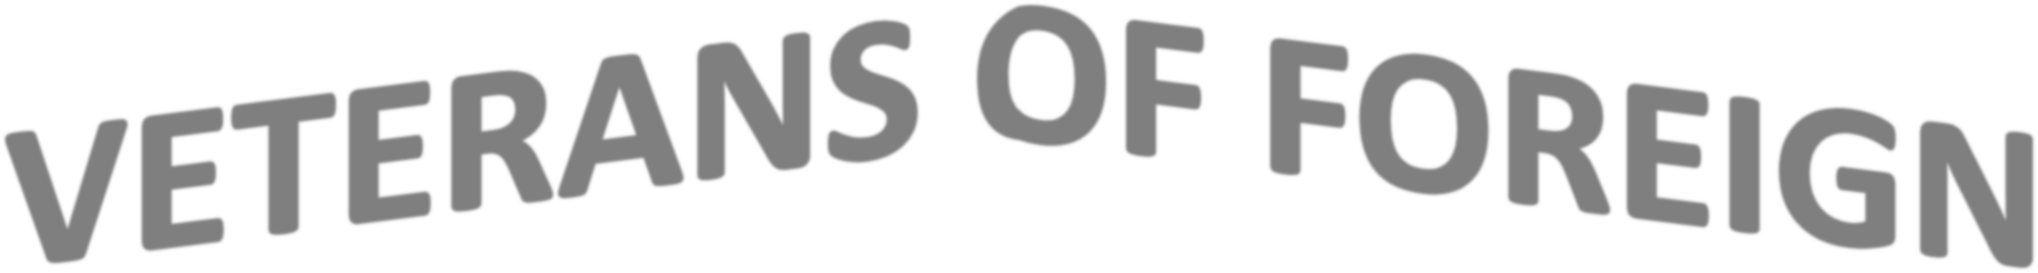 VETERANS OF FOREIGN